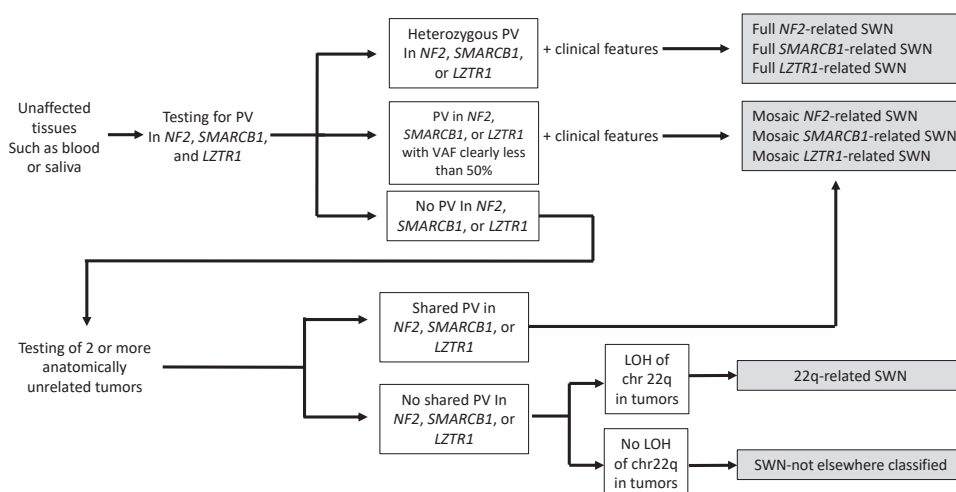 Unaffected
tissues
Such as blood
or saliva
Testing for PV
In NF2, SMARCB1,
and LZTR1
Heterozygous PV
In NF2, SMARCB1,
or LZTR1
+ clinical features
Full NF2-related SWN
Full SMARCB1-related SWN
Full LZTR1-related SWN
PV in NF2,
SMARCB1, or LZTR1
with VAF clearly less
than 50%
+ clinical features
Mosaic NF2-related SWN
Mosaic SMARCB1-related SWN
Mosaic LZTR1-related SWN
No PV In NF2,
SMARCB1, or LZTR1
Testing of 2 or more
anatomically
unrelated tumors
Shared PV in
NF2, SMARCB1, or
LZTR1
No shared PV In
NF2, SMARCB1, or
LZTR1
LOH of
chr 22q
in tumors
22q-related SWN
No LOH
of chr22q
in tumors
SWN-not elsewhere classified